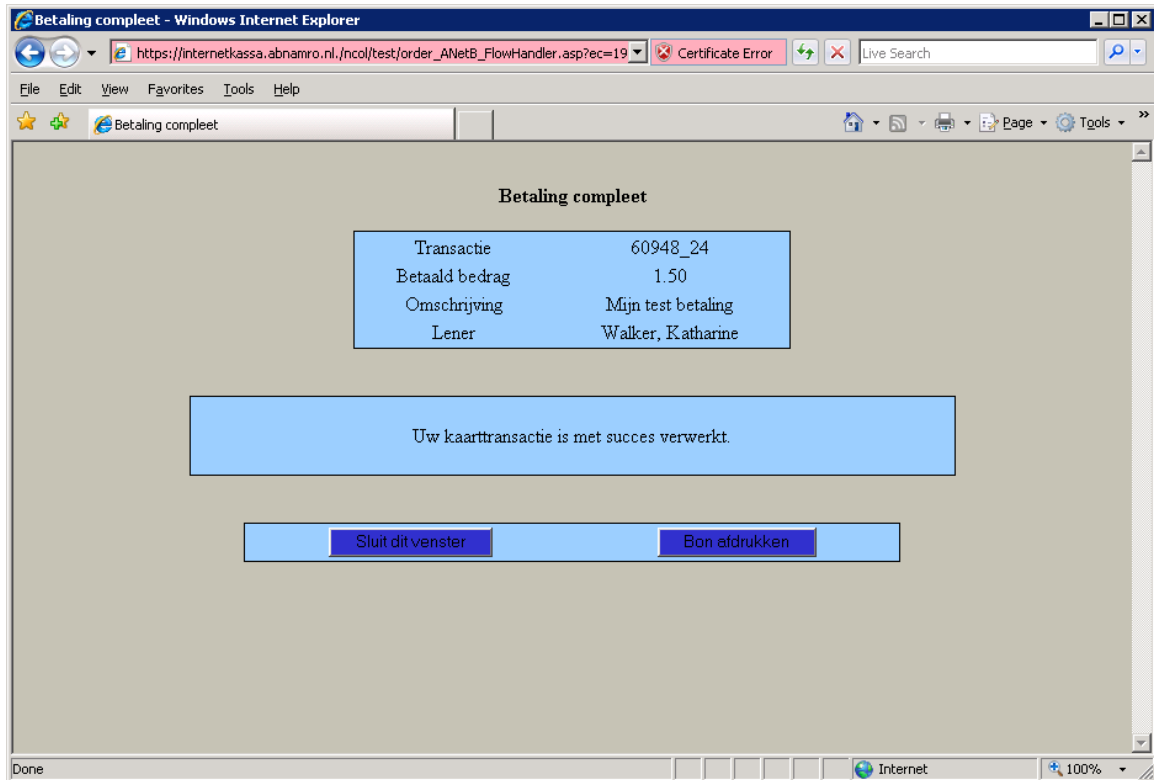 Betaling compleet - Windows Internet Explorer
https://internetkassa.abnamro.nl./ncol/test/order_ANetB_FlowHandler.asp?ec=19 Certificate Error Live Search
File Edit View Favorites Tools Help
Betaling compleet Page Tools »
Betaling compleet
Transactie 60948_24
Betaald bedrag 1.50
Omschrijving Mijn test betaling
Lener Walker, Katharine
Uw kaarttransactie is met succes verwerkt.
Sluit dit venster Bon afdrukken
Done Internet 100%